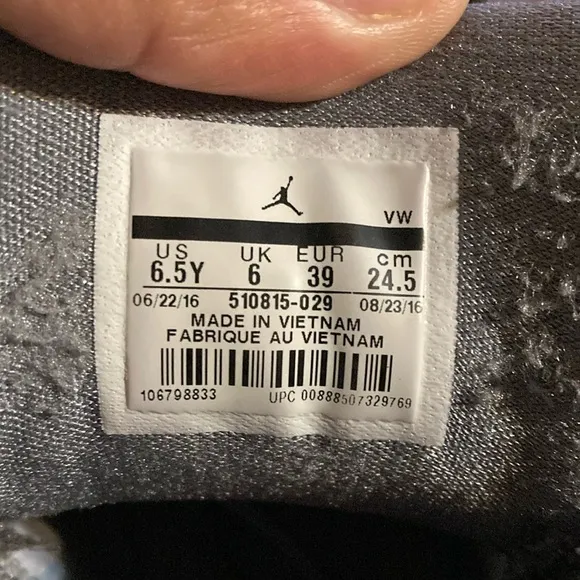 VW
US UK EUR cm
6.5Y 6 39 24.5
06/22/16 510815-029 08/23/16
MADE IN VIETNAM
FABRIQUE AU VIETNAM
106798833 UPC 00888507329769